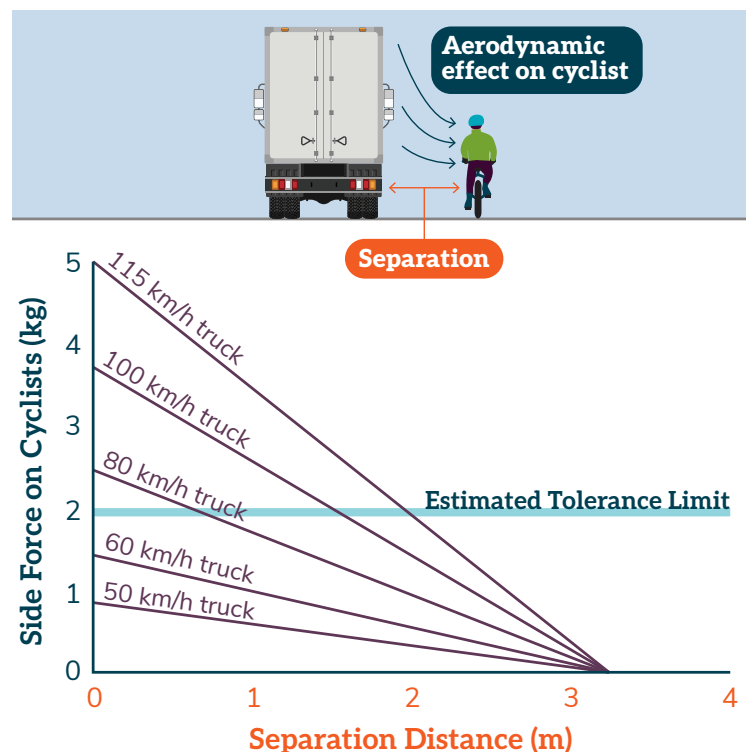 Aerodynamic
effect on cyclist
Separation
Side Force on Cyclists (kg)
5
4
3
2
1
0
115 km/h truck
100 km/h truck
80 km/h truck
60 km/h truck
50 km/h truck
Estimated Tolerance Limit
0 1 2 3 4
Separation Distance (m)